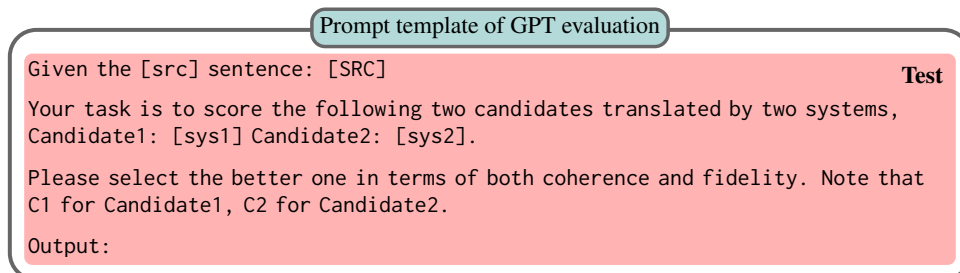 Prompt template of GPT evaluation
Given the [src] sentence: [SRC]
Test
Your task is to score the following two candidates translated by two systems,
Candidate1: [sys1] Candidate2: [sys2].
Please select the better one in terms of both coherence and fidelity. Note that
C1 for Candidate1, C2 for Candidate2.
Output: